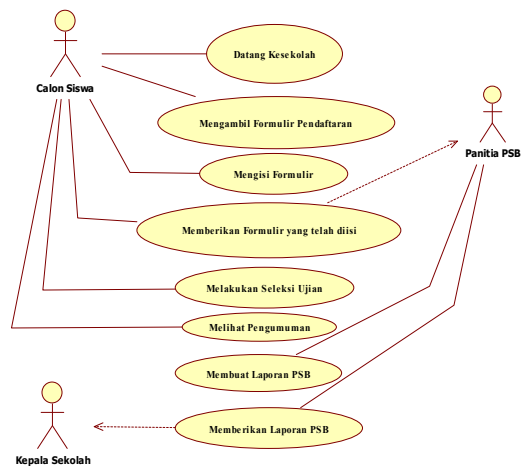 Datang Kesekolah
Calon Siswa
Mengambil Formulir Pendaftaran
Panitia PSB
Mengisi Formulir
Memberikan Formulir yang telah diisi
Melakukan Seleksi Ujian
Melihat Pengumuman
Membuat Laporan PSB
Memberikan Laporan PSB
Kepala Sekolah